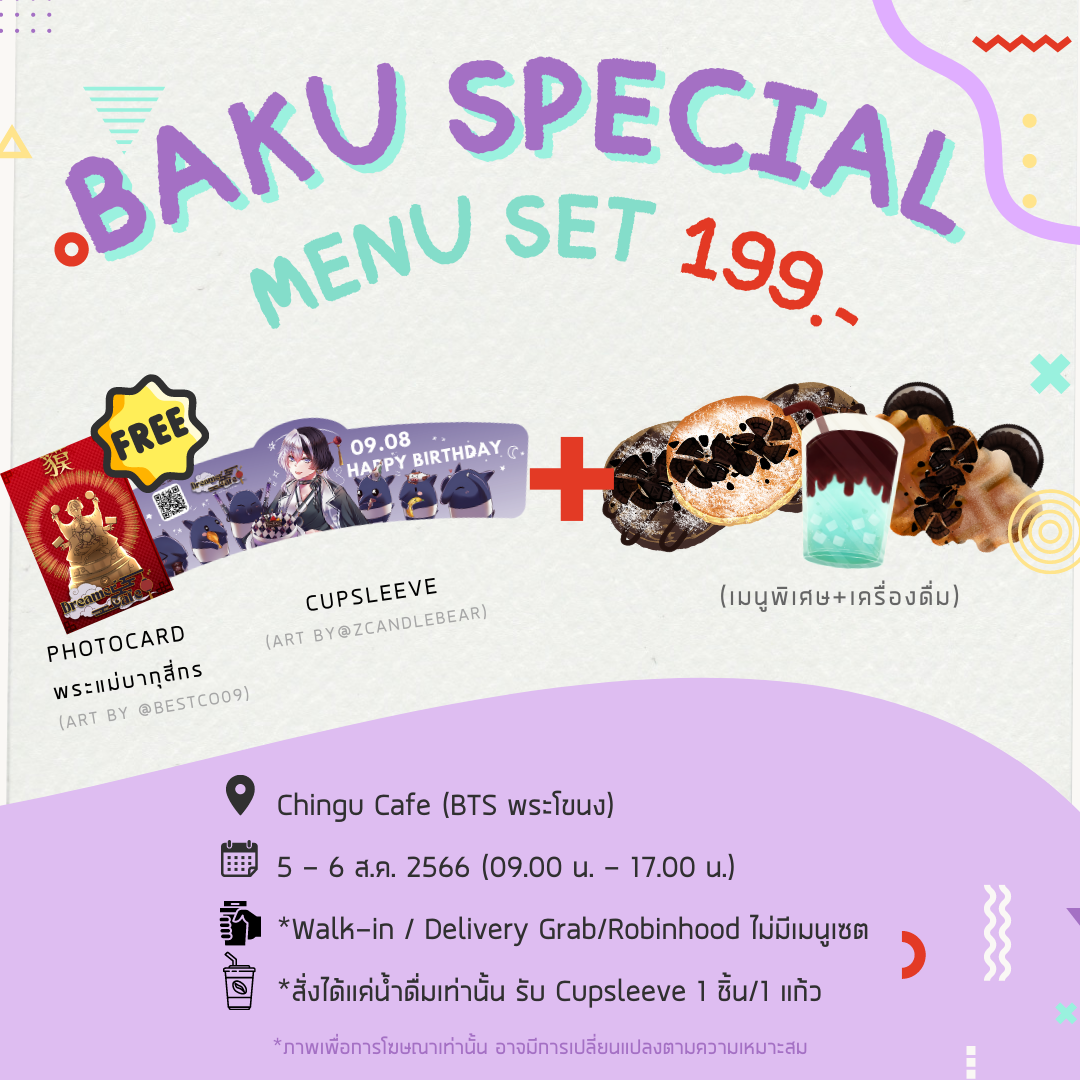 BAKU SPECIAL
MENU SET 199.-
FREE
貘
Dreamer
Cafe
09.08
HAPPY BIRTHDAY
PHOTOCARD
พระแม่บากุสี่กร
(ART BY @BESTCO09)
CUPSLEEVE
(ART BY@ZCANDLEBEAR)
(เมนูพิเศษ+เครื่องดื่ม)
Chingu Cafe (BTS พระโขนง)
5 - 6 ส.ค. 2566 (09.00 น. - 17.00 น.)
*Walk-in / Delivery Grab/Robinhood ไม่มีเมนูเซต
*สั่งได้แค่น้ำดื่มเท่านั้น รับ Cupsleeve 1 ชิ้น/1 แก้ว
*ภาพเพื่อการโฆษณาเท่านั้น อาจมีการเปลี่ยนแปลงตามความเหมาะสม